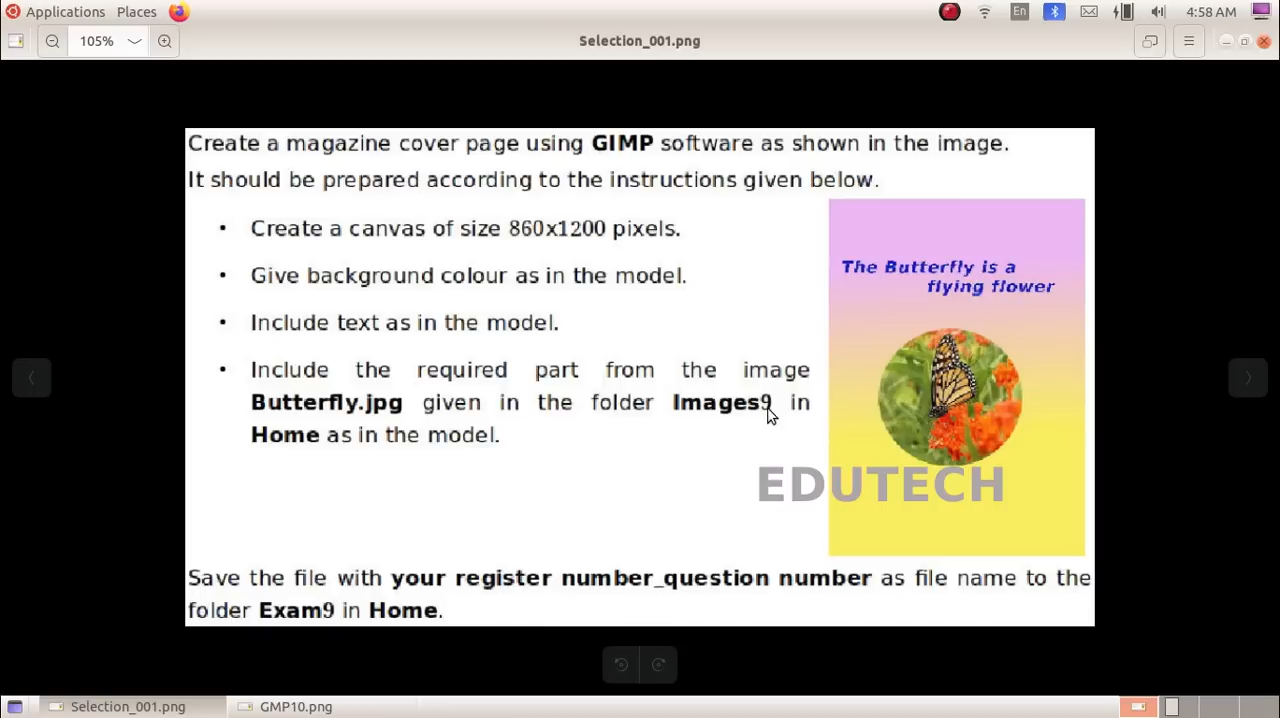 Applications Places En 4:58 AM
105% Selection_001.png
Create a magazine cover page using GIMP software as shown in the image.
It should be prepared according to the instructions given below.
• Create a canvas of size 860x1200 pixels.
• Give background colour as in the model.
• Include text as in the model.
• Include the required part from the image
Butterfly.jpg given in the folder Images9 in
Home as in the model.
The Butterfly is a
flying flower
EDUTECH
Save the file with your register number_question number as file name to the
folder Exam9 in Home.
Selection_001.png GMP10.png